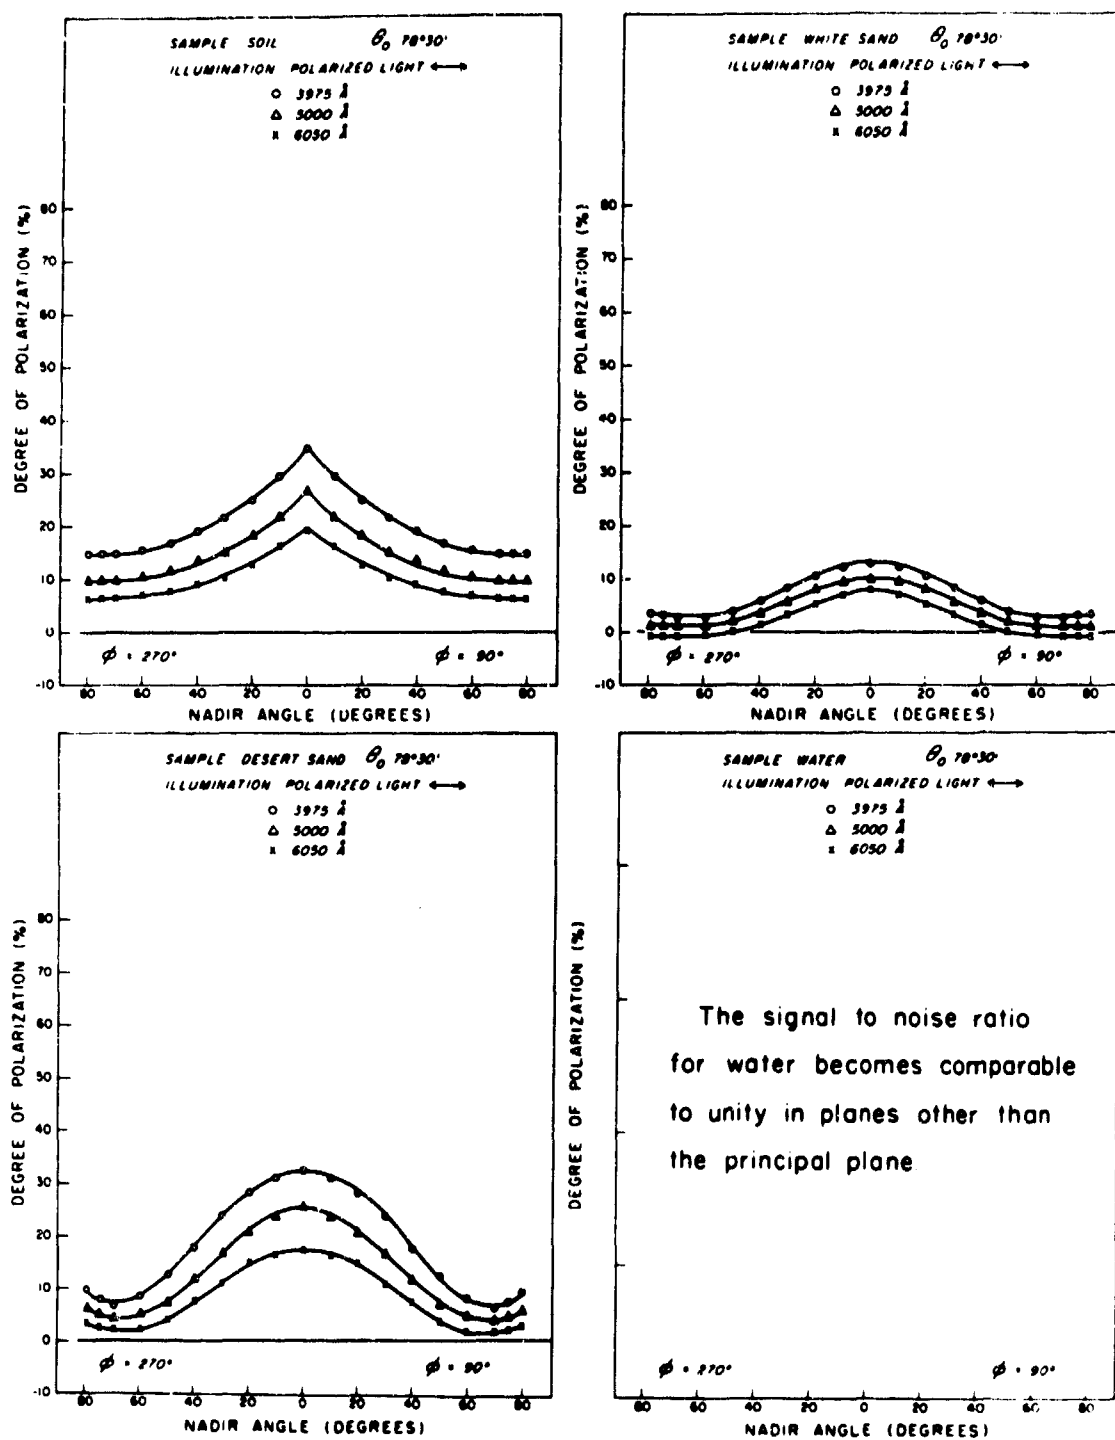 SAMPLE SOIL θ₀ 78°30'
ILLUMINATION POLARIZED LIGHT ↔
○ 3975 Å
△ 5000 Å
x 6050 Å
DEGREE OF POLARIZATION (%)
80
70
60
50
40
30
20
10
0
-10
ϕ = 270°
ϕ = 90°
80 60 40 20 0 20 40 60 80
NADIR ANGLE (DEGREES)
SAMPLE WHITE SAND θ₀ 78°30'
ILLUMINATION POLARIZED LIGHT ↔
○ 3975 Å
△ 5000 Å
x 6050 Å
DEGREE OF POLARIZATION (%)
80
70
60
50
40
30
20
10
0
-10
ϕ = 270°
ϕ = 90°
80 60 40 20 0 20 40 60 80
NADIR ANGLE (DEGREES)
SAMPLE DESERT SAND θ₀ 78°30'
ILLUMINATION POLARIZED LIGHT ↔
○ 3975 Å
△ 5000 Å
x 6050 Å
DEGREE OF POLARIZATION (%)
80
70
60
50
40
30
20
10
0
-10
ϕ = 270°
ϕ = 90°
80 60 40 20 0 20 40 60 80
NADIR ANGLE (DEGREES)
SAMPLE WATER θ₀ 78°30'
ILLUMINATION POLARIZED LIGHT ↔
○ 3975 Å
△ 5000 Å
x 6050 Å
DEGREE OF POLARIZATION (%)
The signal to noise ratio
for water becomes comparable
to unity in planes other than
the principal plane
ϕ = 270°
ϕ = 90°
80 60 40 20 0 20 40 60 80
NADIR ANGLE (DEGREES)